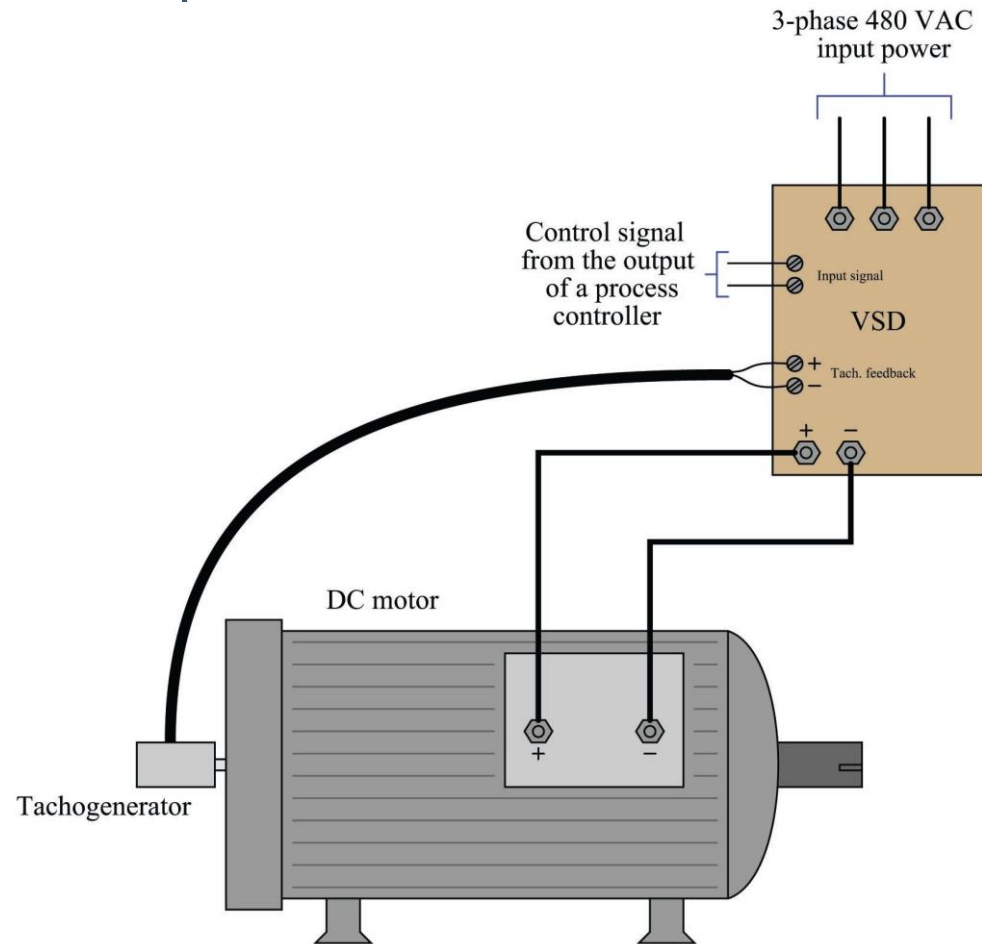 3-phase 480 VAC
input power
Control signal
from the output
of a process
controller
Input signal
VSD
+
Tach. feedback
−
+ −
DC motor
+ −
Tachogenerator